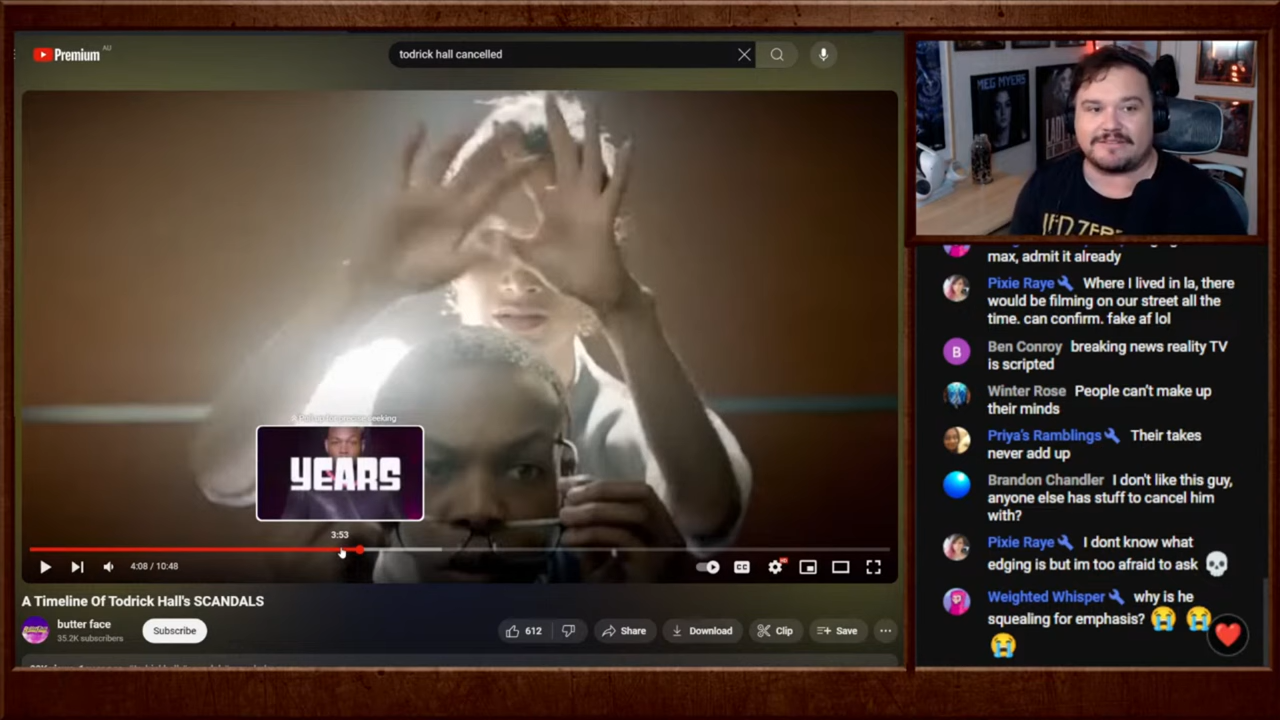 Premium AU
todrick hall cancelled
YEARS
3:53
4:08 / 10:48
CC
A Timeline Of Todrick Hall's SCANDALS
butter face
35.2K subscribers
Subscribe
612
Share
Download
Clip
Save
MEG MYERS
LED ZEPP
max, admit it already
Pixie Raye Where I lived in la, there
would be filming on our street all the
time. can confirm. fake af lol
B
Ben Conroy breaking news reality TV
is scripted
Winter Rose People can't make up
their minds
Priya's Ramblings Their takes
never add up
Brandon Chandler I don't like this guy,
anyone else has stuff to cancel him
with?
Pixie Raye I dont know what
edging is but im too afraid to ask 💀
Weighted Whisper why is he
squealing for emphasis? 😭 😭
😭